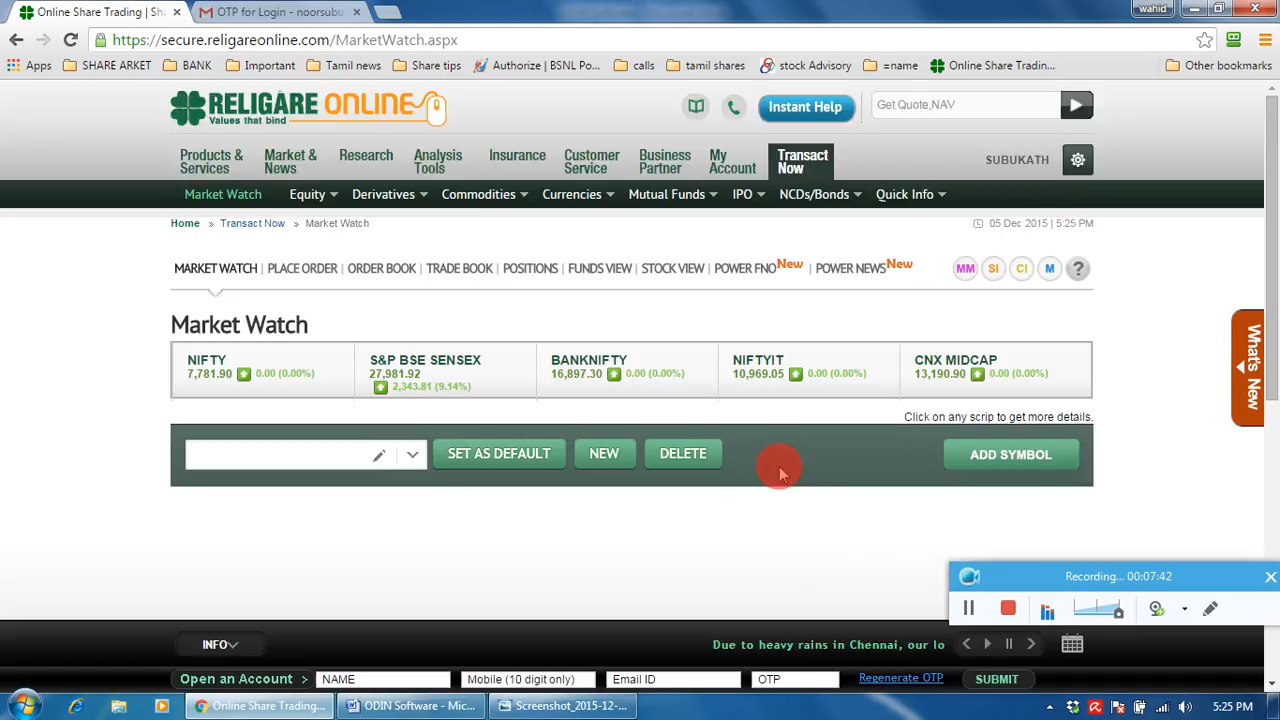 Online Share Trading | Sha
OTP for Login - noorsubu
wahid
https://secure.religareonline.com/MarketWatch.aspx
Apps
SHARE ARKET
BANK
Important
Tamil news
Share tips
Authorize | BSNL Po...
calls
tamil shares
stock Advisory
=name
Online Share Tradin...
Other bookmarks
RELIGARE ONLINE
Values that bind
Instant Help
Get Quote,NAV
Products & Services
Market & News
Research
Analysis Tools
Insurance
Customer Service
Business Partner
My Account
Transact Now
SUBUKATH
Market Watch
Equity
Derivatives
Commodities
Currencies
Mutual Funds
IPO
NCDs/Bonds
Quick Info
Home » Transact Now » Market Watch
05 Dec 2015 | 5:25 PM
MARKET WATCH | PLACE ORDER | ORDER BOOK | TRADE BOOK | POSITIONS | FUNDS VIEW | STOCK VIEW | POWER FNO New | POWER NEWS New
MM SI CI M ?
What's New
Market Watch
NIFTY
7,781.90 0.00 (0.00%)
S&P BSE SENSEX
27,981.92
2,343.81 (9.14%)
BANKNIFTY
16,897.30 0.00 (0.00%)
NIFTYIT
10,969.05 0.00 (0.00%)
CNX MIDCAP
13,190.90 0.00 (0.00%)
Click on any scrip to get more details.
SET AS DEFAULT
NEW
DELETE
ADD SYMBOL
Recording... 00:07:42
INFO
Due to heavy rains in Chennai, our lo
Open an Account >
NAME
Mobile (10 digit only)
Email ID
OTP
Regenerate OTP
SUBMIT
Online Share Trading...
ODIN Software - Mic...
Screenshot_2015-12-...
5:25 PM